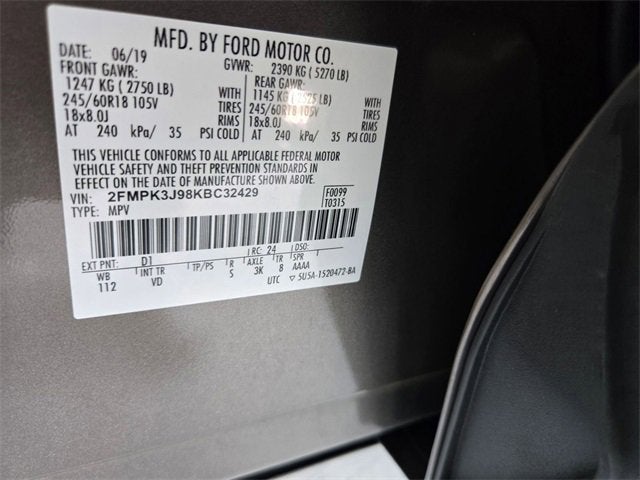 MFD. BY FORD MOTOR CO.
DATE: 06/19 GVWR: 2390 KG ( 5270 LB)
FRONT GAWR: REAR GAWR:
1247 KG ( 2750 LB) WITH 1145 KG ( LB) WITH
245/60R18 105V TIRES 245/60R18 105V TIRES
18x8.0J RIMS 18x8.0J RIMS
AT 240 kPa/ 35 PSI COLD AT 240 kPa/ 35 PSI COLD
THIS VEHICLE CONFORMS TO ALL APPLICABLE FEDERAL MOTOR
VEHICLE SAFETY AND THEFT PREVENTION STANDARDS IN
EFFECT ON THE DATE OF MANUFACTURE SHOWN ABOVE.
VIN: 2FMPK3J98KBC32429 F0099
TYPE: MPV T0315
EXT PNT: D1 RC: 24 DSO:
WB INT TR TP/PS R AXLE TR SPR
112 VD S 3K 8 AAAA
UTC ▽ 5U5A-1520472-BA